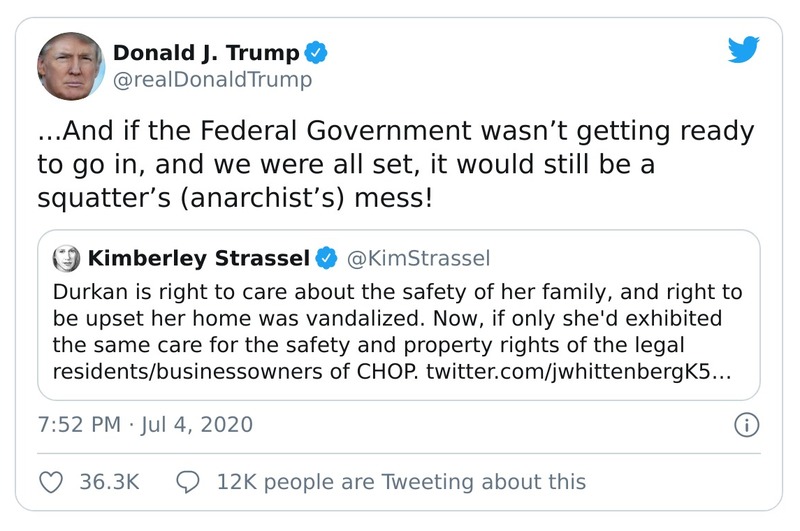 Donald J. Trump
@realDonaldTrump
...And if the Federal Government wasn’t getting ready
to go in, and we were all set, it would still be a
squatter’s (anarchist’s) mess!
Kimberley Strassel @KimStrassel
Durkan is right to care about the safety of her family, and right to
be upset her home was vandalized. Now, if only she'd exhibited
the same care for the safety and property rights of the legal
residents/businessowners of CHOP. twitter.com/jwhittenbergK5…
7:52 PM · Jul 4, 2020
36.3K 12K people are Tweeting about this